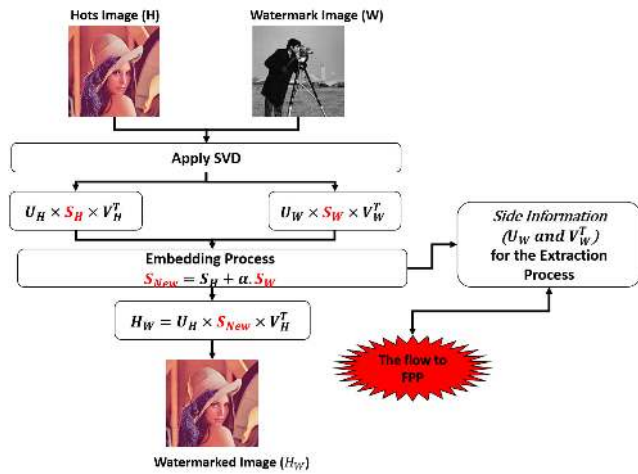 Hots Image (H)
Watermark Image (W)
Apply SVD
U_H × S_H × V_H^T
U_W × S_W × V_W^T
Embedding Process
S_New = S_H + α.S_W
Side Information
(U_W and V_W^T)
for the Extraction
Process
H_W = U_H × S_New × V_H^T
The flow to
FPP
Watermarked Image (H_W)